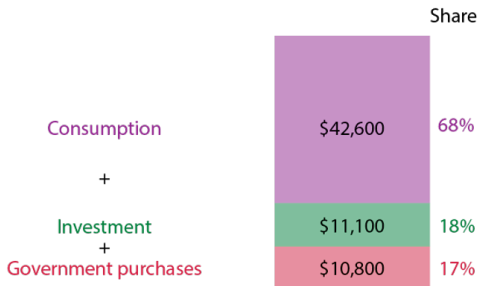 Share
Consumption $42,600 68%
+
Investment $11,100 18%
+
Government purchases $10,800 17%